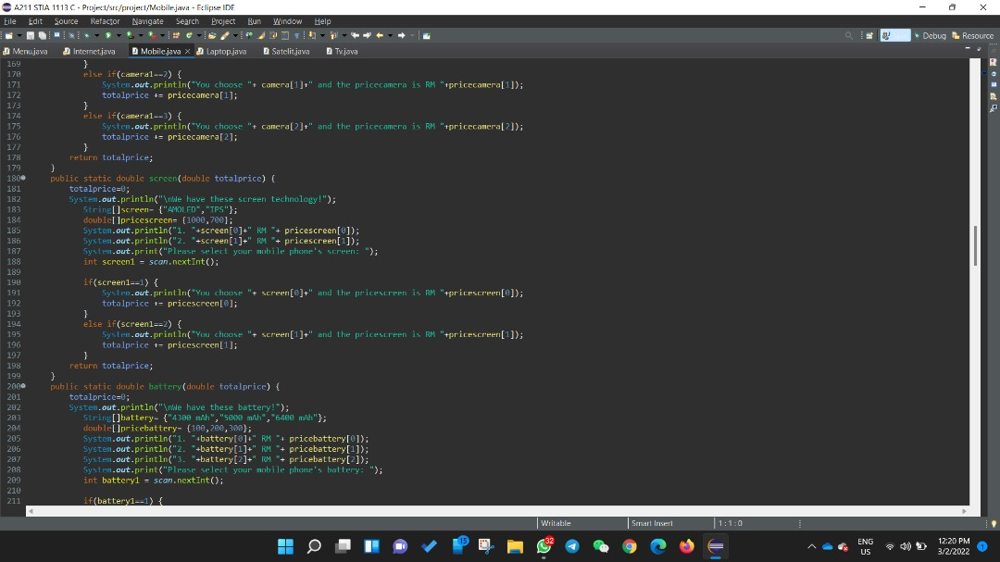 A211 STIA 1113 C - Project/src/project/Mobile.java - Eclipse IDE
File Edit Source Refactor Navigate Search Project Run Window Help
Debug Resource
Menu.java Internet.java Mobile.java Laptop.java Satelit.java Tv.java
169 }
170 else if(camera1==2) {
171 System.out.println("You choose "+ camera[1]+" and the pricecamera is RM "+pricecamera[1]);
172 totalprice += pricecamera[1];
173 }
174 else if(camera1==3) {
175 System.out.println("You choose "+ camera[2]+" and the pricecamera is RM "+pricecamera[2]);
176 totalprice += pricecamera[2];
177 }
178 return totalprice;
179 }
180 public static double screen(double totalprice) {
181 totalprice=0;
182 System.out.println("\nWe have these screen technology!");
183 String[]screen= {"AMOLED","IPS"};
184 double[]pricescreen= {1000,700};
185 System.out.println("1. "+screen[0]+" RM "+ pricescreen[0]);
186 System.out.println("2. "+screen[1]+" RM "+ pricescreen[1]);
187 System.out.print("Please select your mobile phone's screen: ");
188 int screen1 = scan.nextInt();
189
190 if(screen1==1) {
191 System.out.println("You choose "+ screen[0]+" and the pricescreen is RM "+pricescreen[0]);
192 totalprice += pricescreen[0];
193 }
194 else if(screen1==2) {
195 System.out.println("You choose "+ screen[1]+" and the pricescreen is RM "+pricescreen[1]);
196 totalprice += pricescreen[1];
197 }
198 return totalprice;
199 }
200 public static double battery(double totalprice) {
201 totalprice=0;
202 System.out.println("\nWe have these battery!");
203 String[]battery= {"4300 mAh","5000 mAh","6400 mAh"};
204 double[]pricebattery= {100,200,300};
205 System.out.println("1. "+battery[0]+" RM "+ pricebattery[0]);
206 System.out.println("2. "+battery[1]+" RM "+ pricebattery[1]);
207 System.out.println("3. "+battery[2]+" RM "+ pricebattery[2]);
208 System.out.print("Please select your mobile phone's battery: ");
209 int battery1 = scan.nextInt();
210
211 if(battery1==1) {
Writable Smart Insert 1 : 1 : 0
15 32 ENG US 12:20 PM 3/2/2022 1